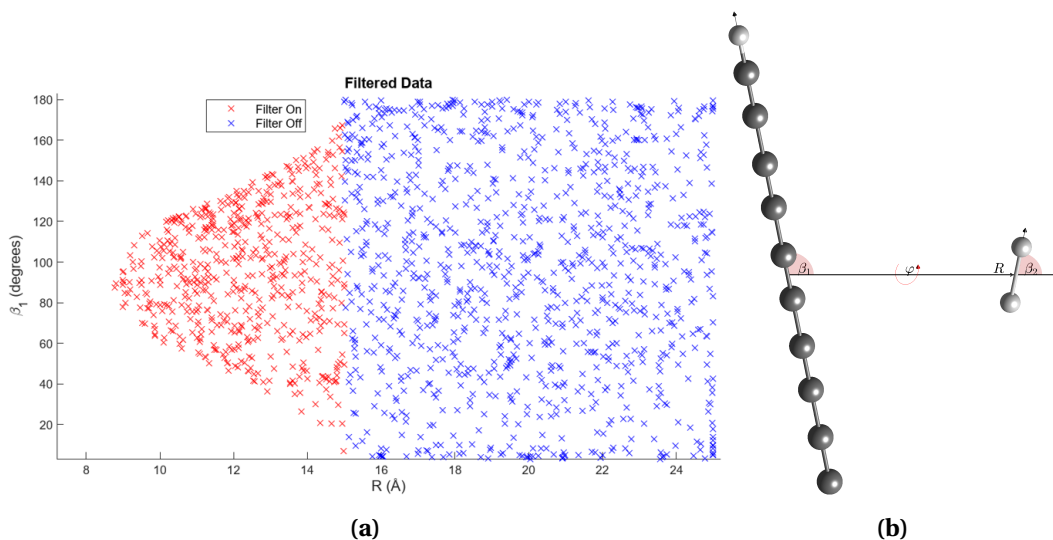 Filtered Data
Filter On
Filter Off
180
160
140
120
100
80
60
40
20
β1 (degrees)
8 10 12 14 16 18 20 22 24
R (Å)
(a)
β1 φ R β2
(b)